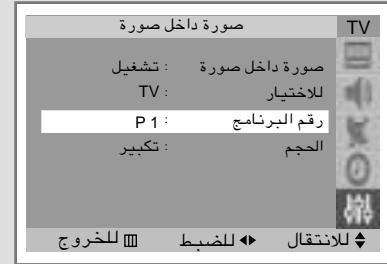 TV
صورة داخل صورة
صورة داخل صورة : تشغيل
للاختيار : TV
رقم البرنامج : P 1
الحجم : تكبير
للانتقال للضبط للخروج